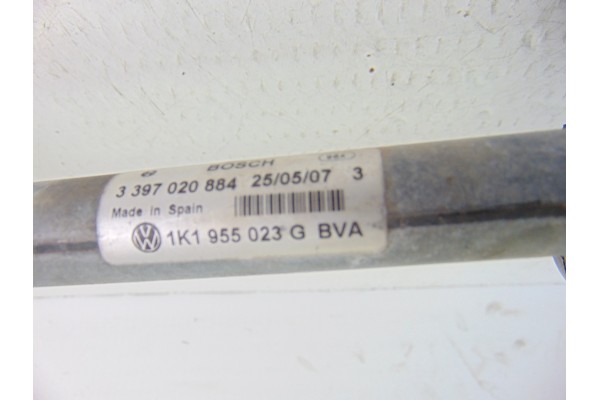 BOSCH
3 397 020 884 25/05/07 3
Made in Spain
1K1 955 023 G BVA